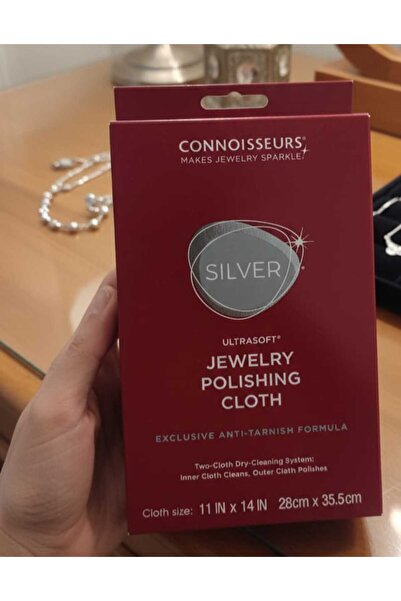 CONNOISSEURS®
MAKES JEWELRY SPARKLE!
SILVER®
ULTRASOFT®
JEWELRY
POLISHING
CLOTH
EXCLUSIVE ANTI-TARNISH FORMULA
Two-Cloth Dry-Cleaning System:
Inner Cloth Cleans, Outer Cloth Polishes
Cloth size: 11 IN x 14 IN 28cm x 35.5cm